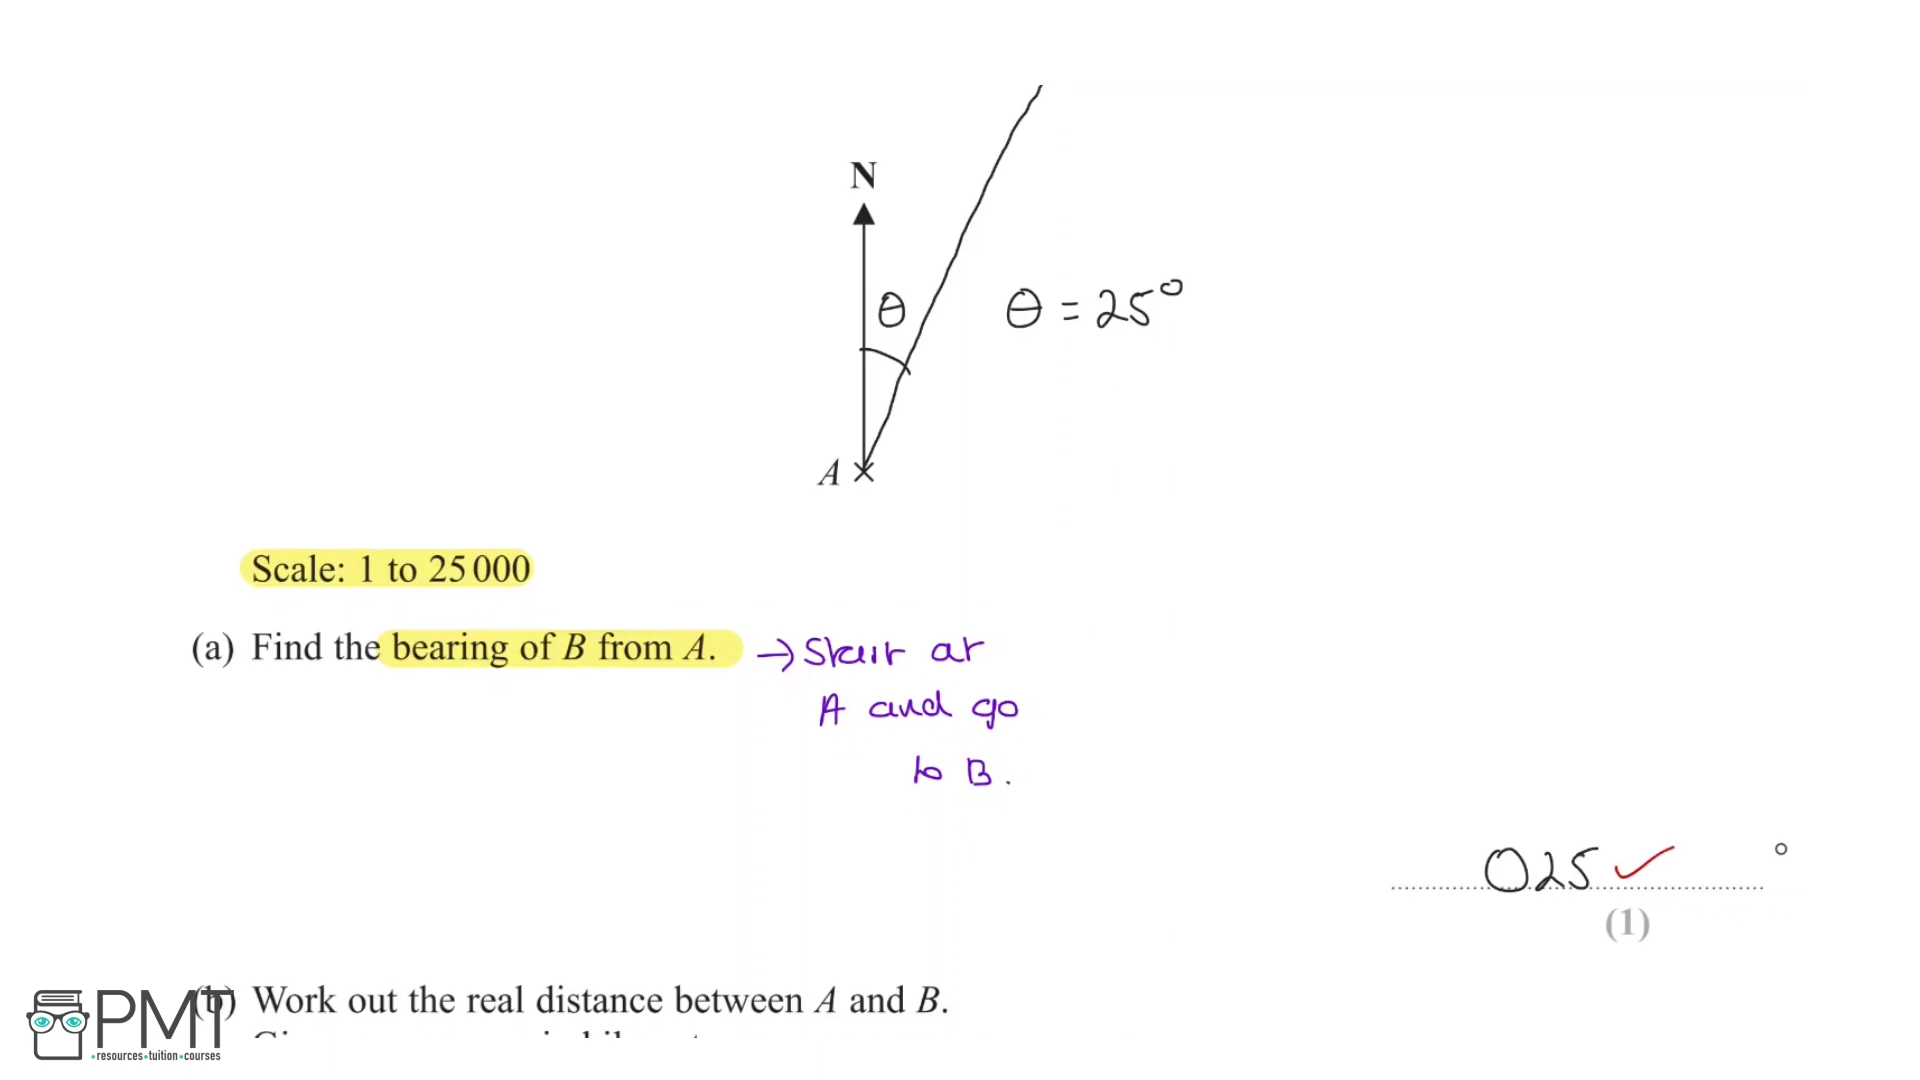 N
θ
θ = 25°
A
Scale: 1 to 25 000
(a) Find the bearing of B from A. → Start at
A and go
to B.
025 °
(1)
(b) Work out the real distance between A and B.
PMT
resources•tuition•courses